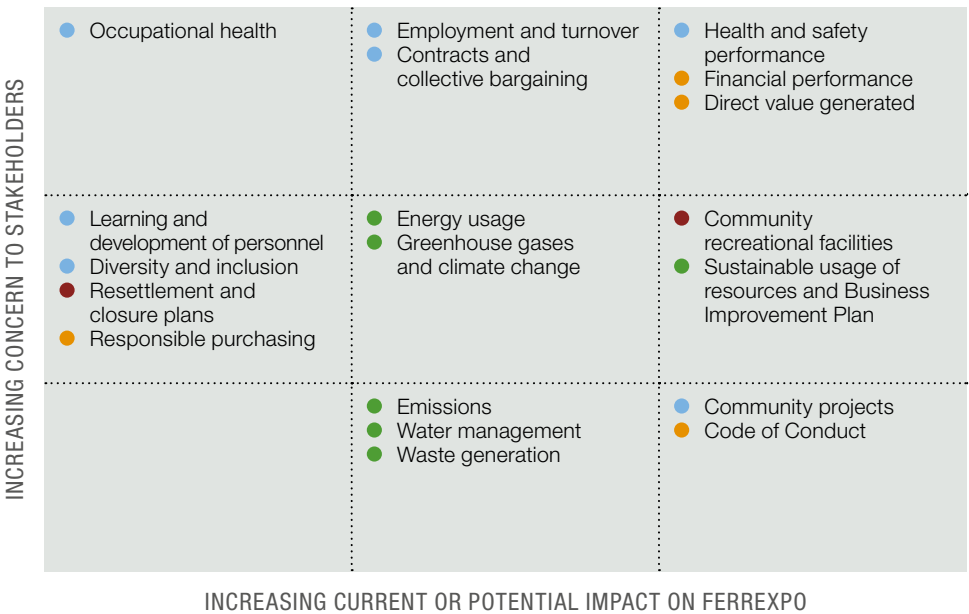 INCREASING CONCERN TO STAKEHOLDERS
Occupational health
Employment and turnover
Contracts and
collective bargaining
Health and safety
performance
Financial performance
Direct value generated
Learning and
development of personnel
Diversity and inclusion
Resettlement and
closure plans
Responsible purchasing
Energy usage
Greenhouse gases
and climate change
Community
recreational facilities
Sustainable usage of
resources and Business
Improvement Plan
Emissions
Water management
Waste generation
Community projects
Code of Conduct
INCREASING CURRENT OR POTENTIAL IMPACT ON FERREXPO